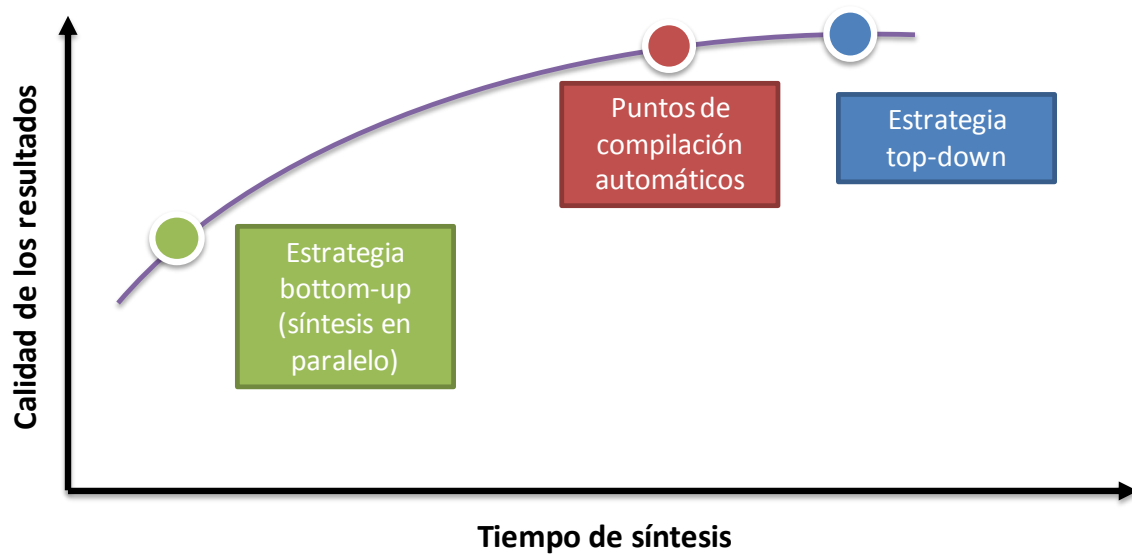 Calidad de los resultados
Puntos de
compilación
automáticos
Estrategia
top-down
Estrategia
bottom-up
(síntesis en
paralelo)
Tiempo de síntesis